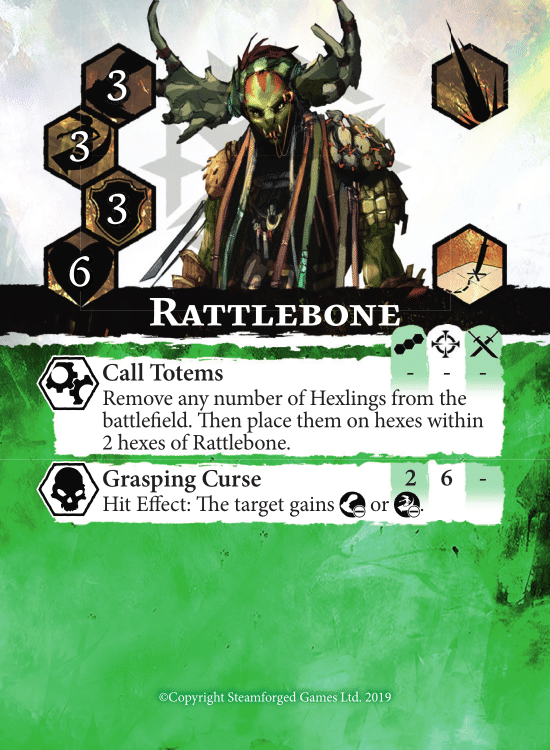 3
3
3
6
RATTLEBONE
Call Totems - - -
Remove any number of Hexlings from the
battlefield. Then place them on hexes within
2 hexes of Rattlebone.
Grasping Curse 2 6 -
Hit Effect: The target gains or .
©Copyright Steamforged Games Ltd. 2019